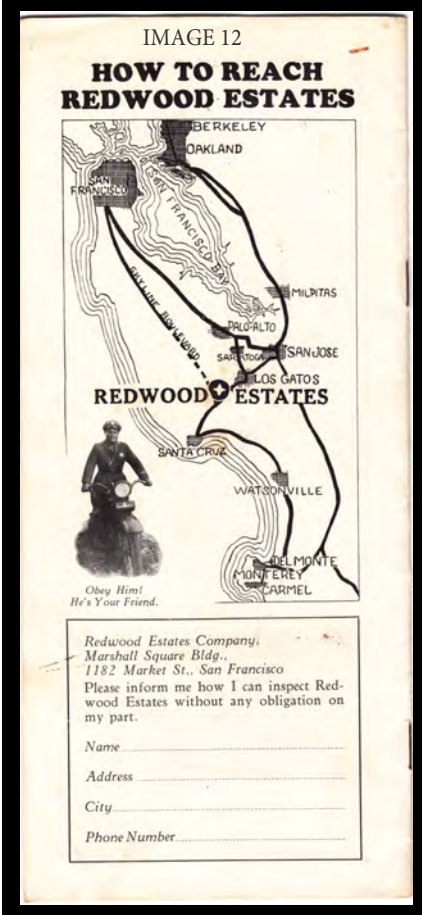 IMAGE 12
HOW TO REACH
REDWOOD ESTATES
BERKELEY
OAKLAND
SAN
FRANCISCO
SAN FRANCISCO BAY
MILPITAS
SKYLINE BOULEVARD
PALO-ALTO
SARATOGA
SAN JOSE
LOS GATOS
REDWOOD ESTATES
SANTA CRUZ
WATSONVILLE
DELMONTE
MONTEREY
CARMEL
Obey Him!
He's Your Friend.
Redwood Estates Company,
Marshall Square Bldg.,
1182 Market St., San Francisco
Please inform me how I can inspect Red-
wood Estates without any obligation on
my part.
Name
Address
City
Phone Number